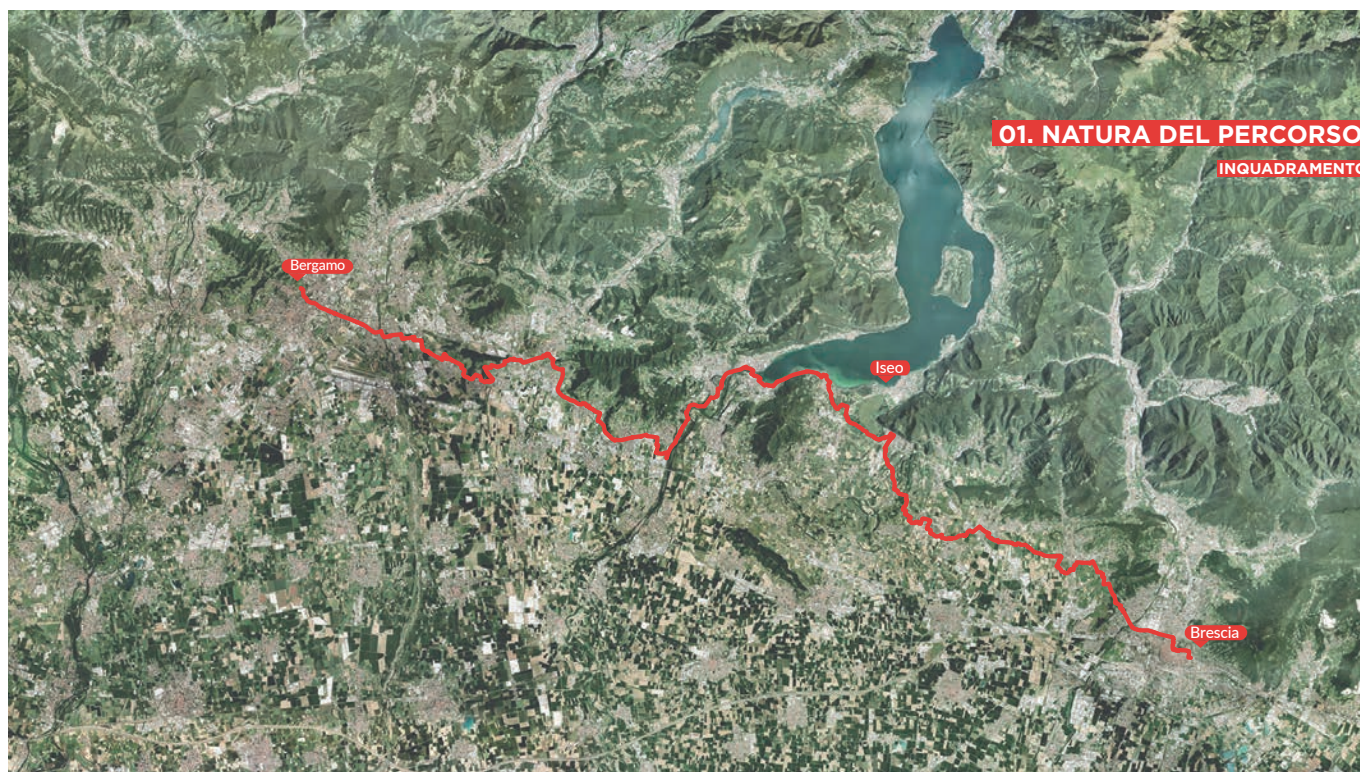 01. NATURA DEL PERCORSO
INQUADRAMENTO
Bergamo
Iseo
Brescia